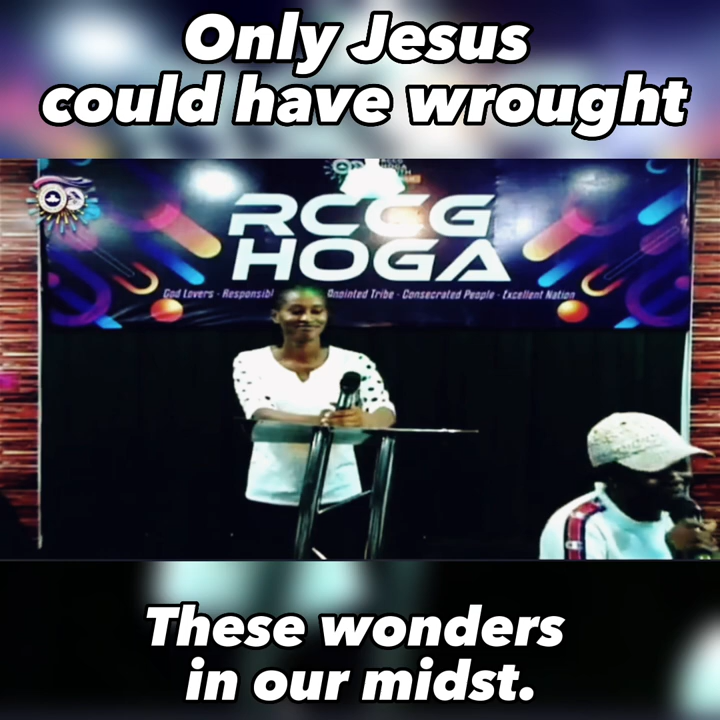 Only Jesus
could have wrought
RCCG
HOGA
God Lovers - Responsibl Anointed Tribe - Consecrated People - Excellent Nation
These wonders
in our midst.